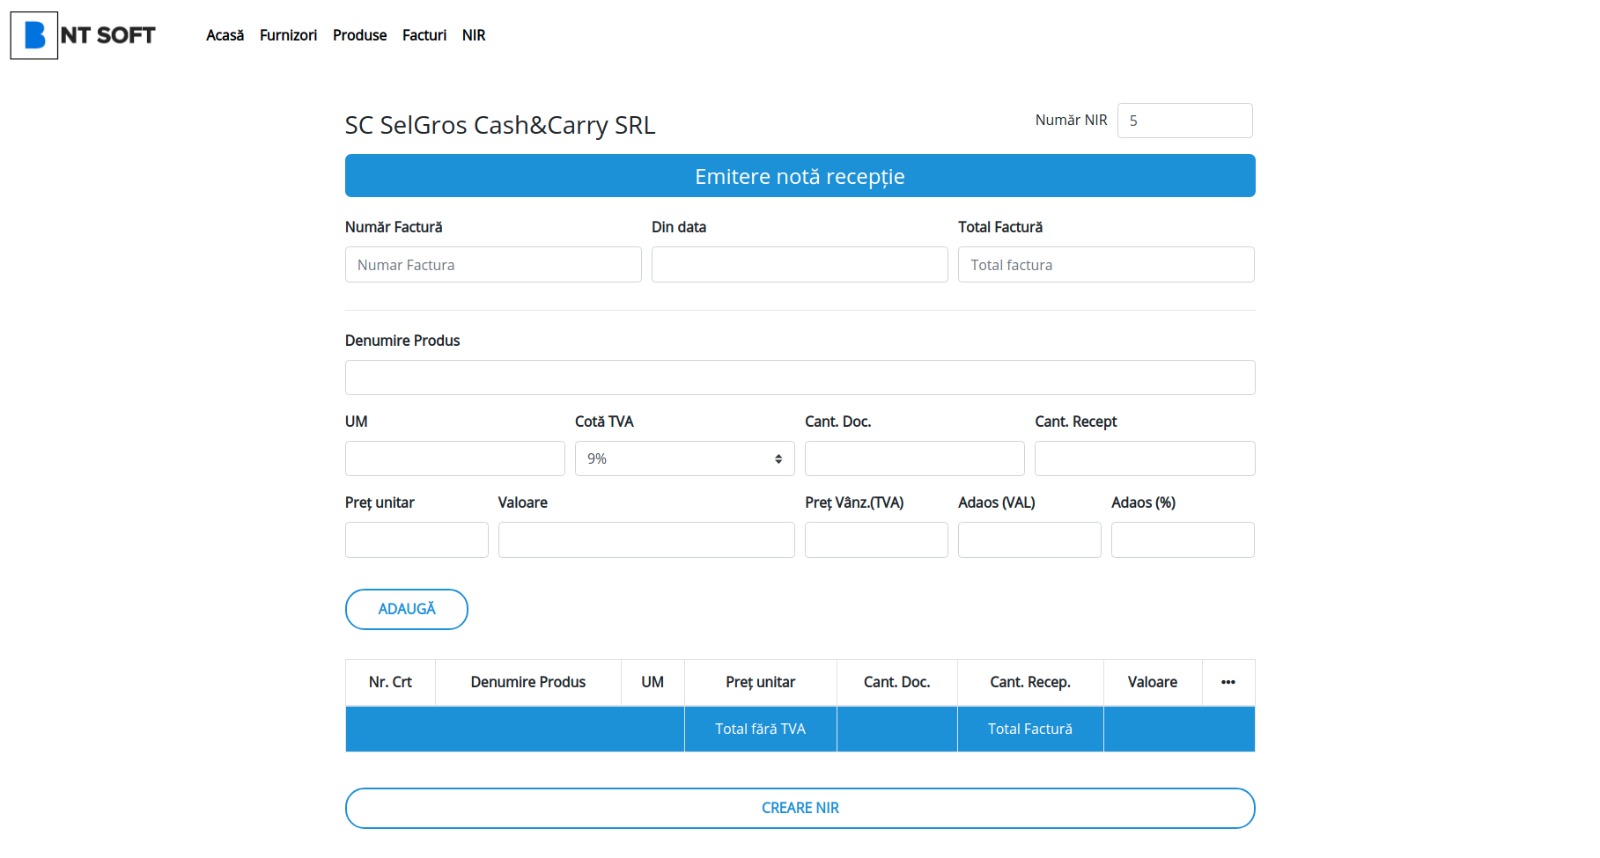 B NT SOFT Acasă Furnizori Produse Facturi NIR
SC SelGros Cash&Carry SRL Număr NIR 5
Emitere notă recepție
Număr Factură Din data Total Factură
Numar Factura Total factura
Denumire Produs
UM Cotă TVA Cant. Doc. Cant. Recept
9%
Preț unitar Valoare Preț Vânz.(TVA) Adaos (VAL) Adaos (%)
ADAUGĂ
Nr. Crt Denumire Produs UM Preț unitar Cant. Doc. Cant. Recep. Valoare •••
Total fără TVA Total Factură
CREARE NIR